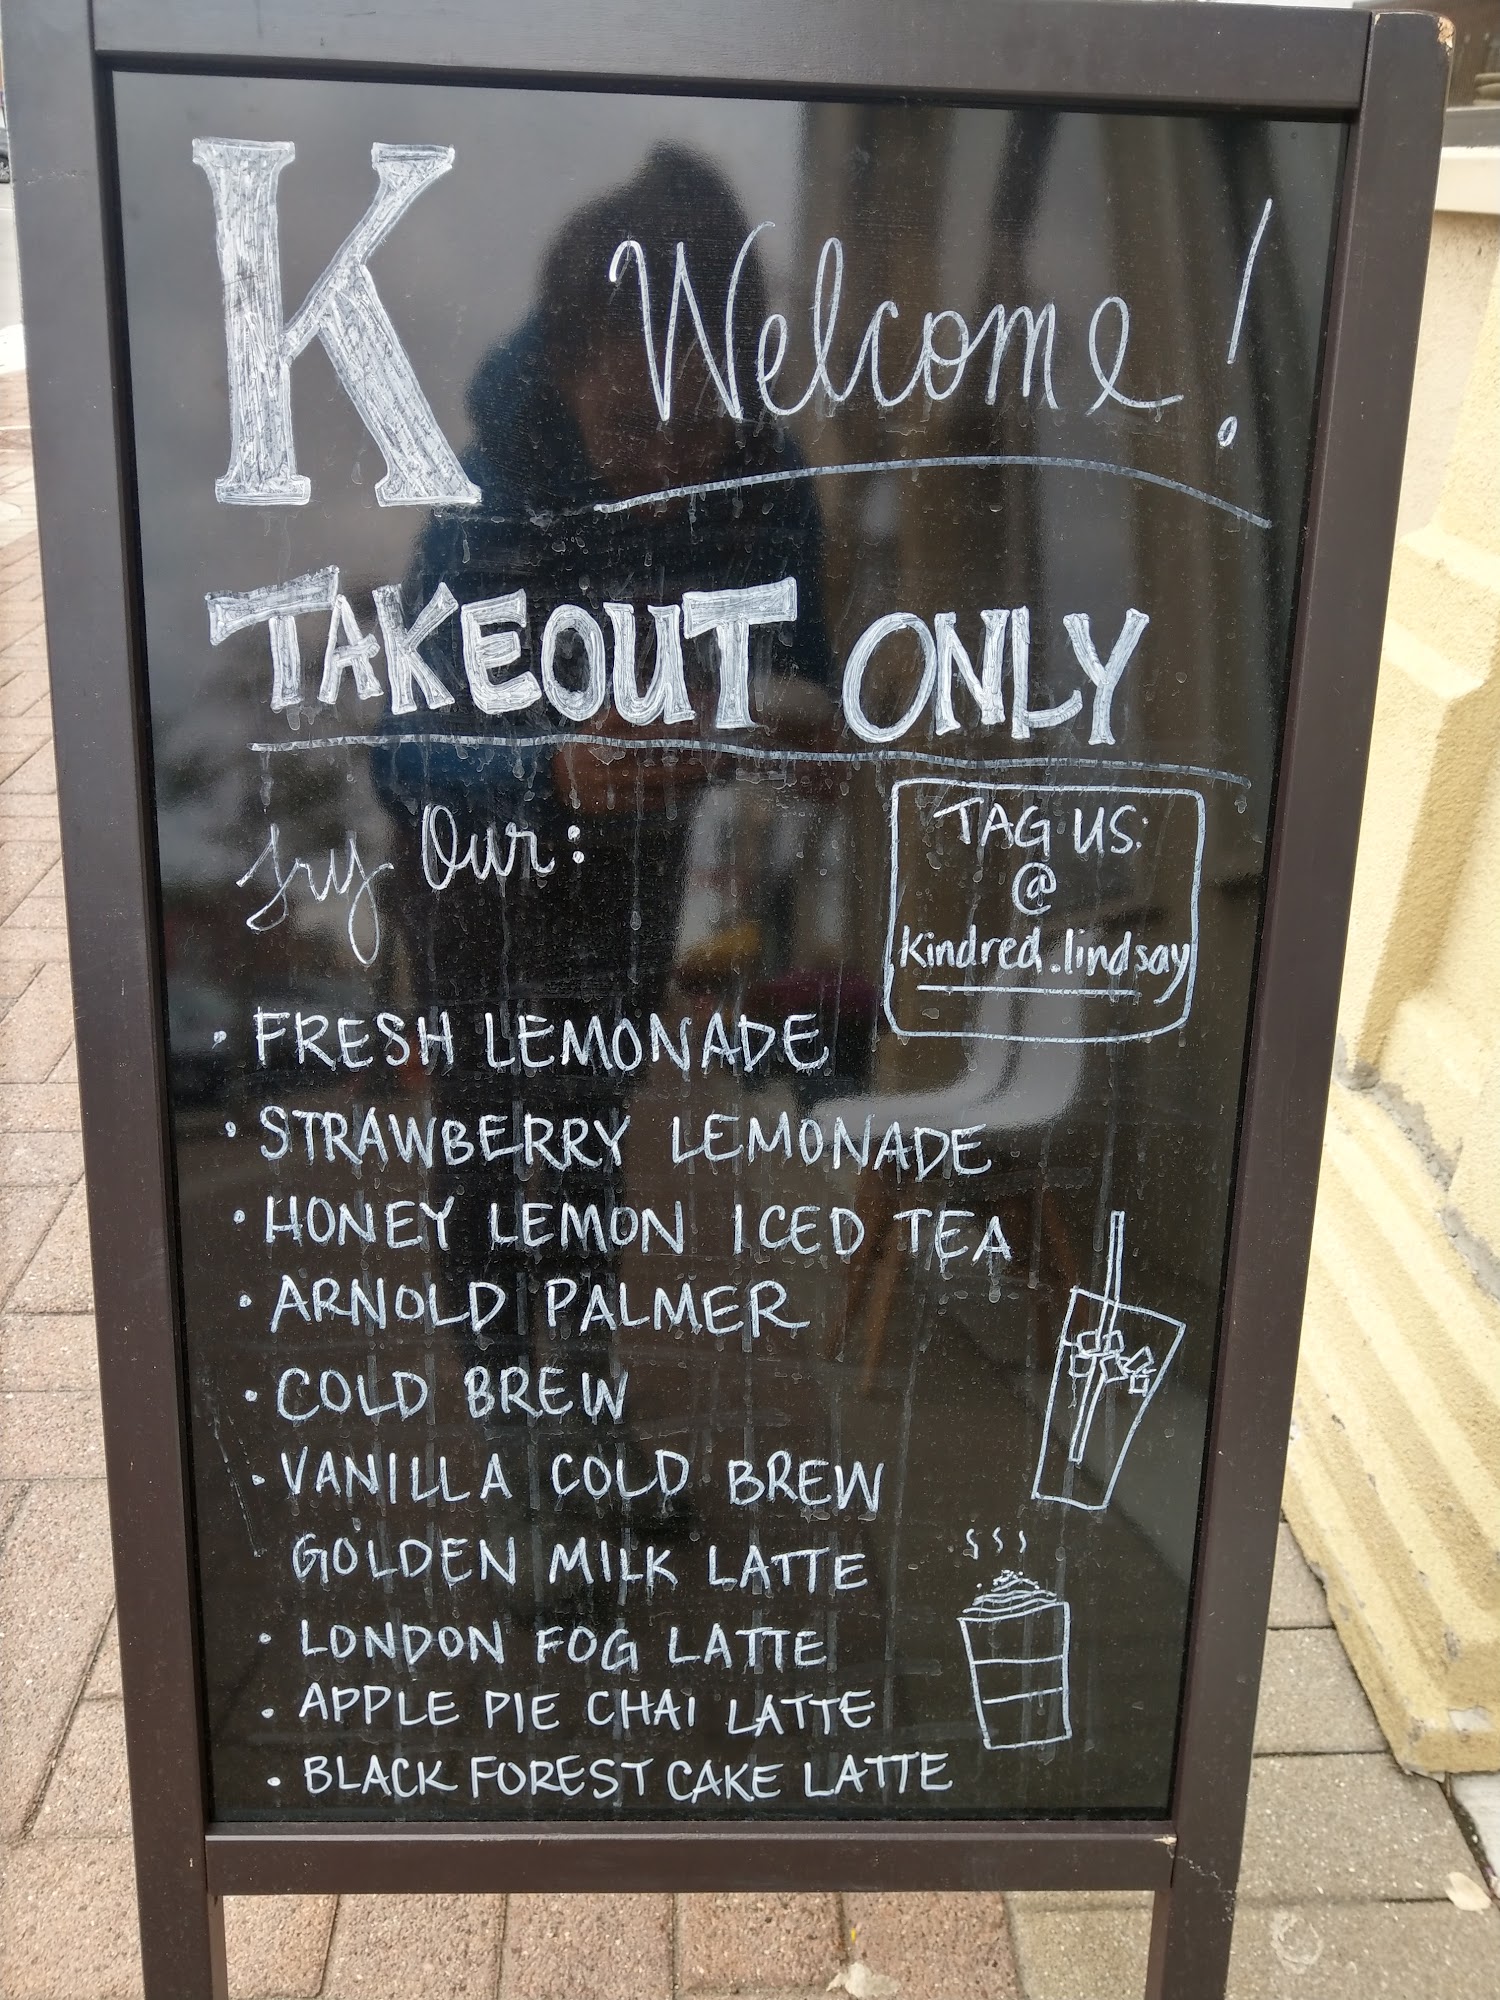 K
Welcome!
TAKEOUT ONLY
try Our:
TAG US:
@
kindred.lindsay
• FRESH LEMONADE
• STRAWBERRY LEMONADE
• HONEY LEMON ICED TEA
• ARNOLD PALMER
• COLD BREW
• VANILLA COLD BREW
GOLDEN MILK LATTE
• LONDON FOG LATTE
• APPLE PIE CHAI LATTE
• BLACK FOREST CAKE LATTE